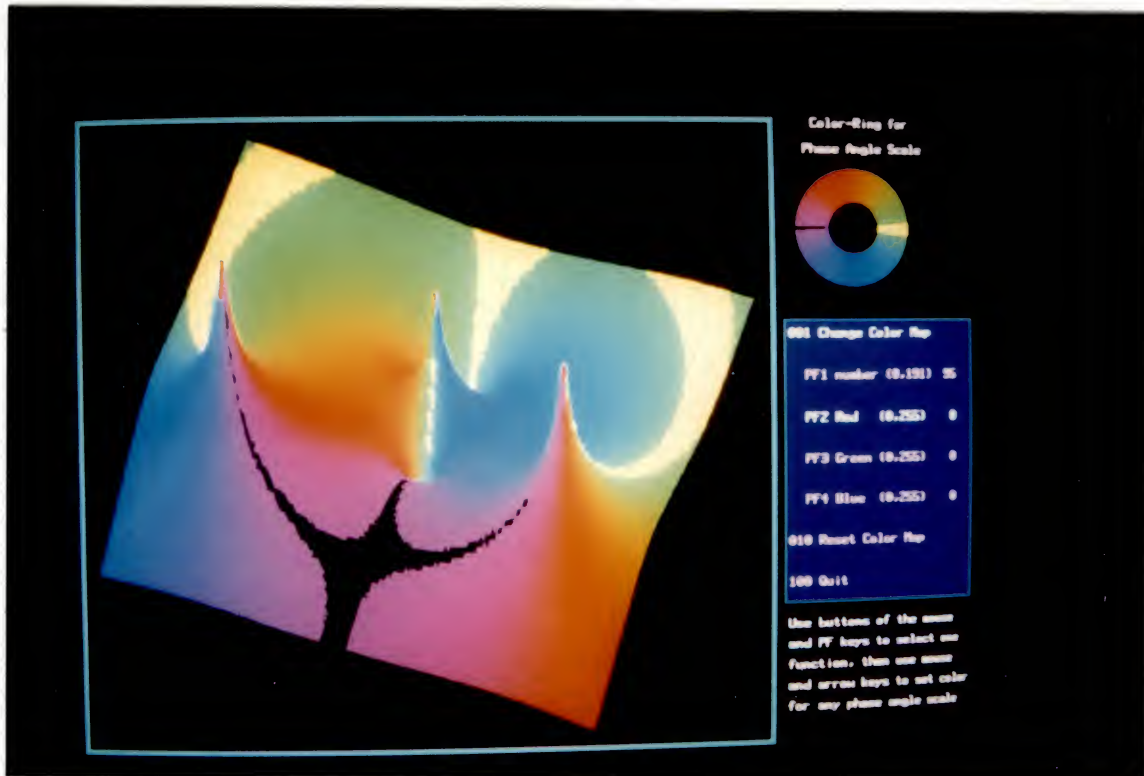 Color-Ring for
Phase Angle Scale
001 Change Color Map
PF1 number (0.191) 95
PF2 Red (0.255) 0
PF3 Green (0.255) 0
PF4 Blue (0.255) 0
010 Reset Color Map
100 Quit
Use buttons of the mouse
and PF keys to select one
function, then use mouse
and arrow keys to set color
for any phase angle scale